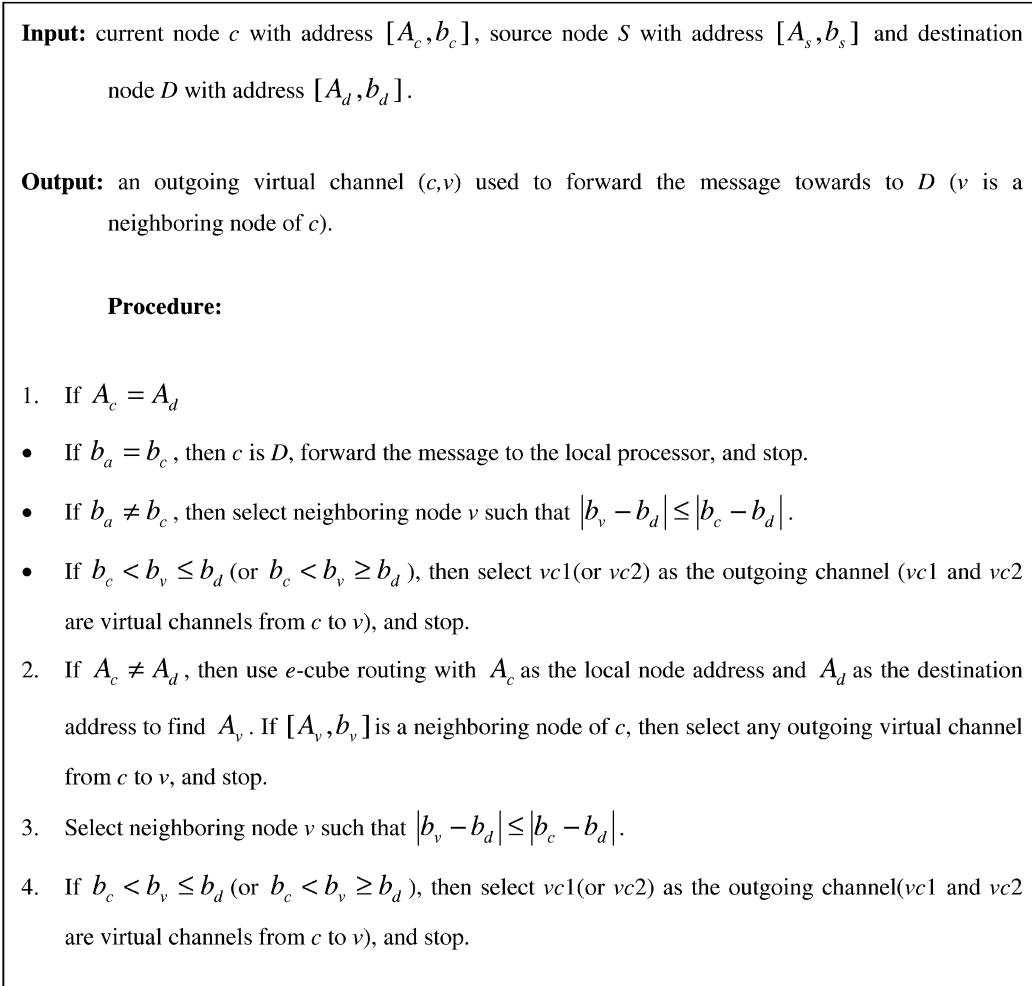 Input: current node c with address [A_c, b_c], source node S with address [A_s, b_s] and destination
node D with address [A_d, b_d].
Output: an outgoing virtual channel (c,v) used to forward the message towards to D (v is a
neighboring node of c).
Procedure:
1. If A_c = A_d
• If b_a = b_c, then c is D, forward the message to the local processor, and stop.
• If b_a ≠ b_c, then select neighboring node v such that |b_v − b_d| ≤ |b_c − b_d|.
• If b_c < b_v ≤ b_d (or b_c < b_v ≥ b_d), then select vc1(or vc2) as the outgoing channel (vc1 and vc2
are virtual channels from c to v), and stop.
2. If A_c ≠ A_d, then use e-cube routing with A_c as the local node address and A_d as the destination
address to find A_v. If [A_v, b_v] is a neighboring node of c, then select any outgoing virtual channel
from c to v, and stop.
3. Select neighboring node v such that |b_v − b_d| ≤ |b_c − b_d|.
4. If b_c < b_v ≤ b_d (or b_c < b_v ≥ b_d), then select vc1(or vc2) as the outgoing channel(vc1 and vc2
are virtual channels from c to v), and stop.